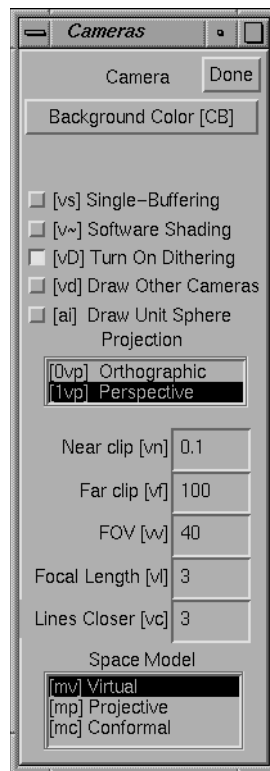 Cameras
Camera Done
Background Color [CB]
[vs] Single-Buffering
[v~] Software Shading
[vD] Turn On Dithering
[vd] Draw Other Cameras
[ai] Draw Unit Sphere
Projection
[0vp] Orthographic
[1vp] Perspective
Near clip [vn] 0.1
Far clip [vf] 100
FOV [vv] 40
Focal Length [vl] 3
Lines Closer [vc] 3
Space Model
[mv] Virtual
[mp] Projective
[mc] Conformal